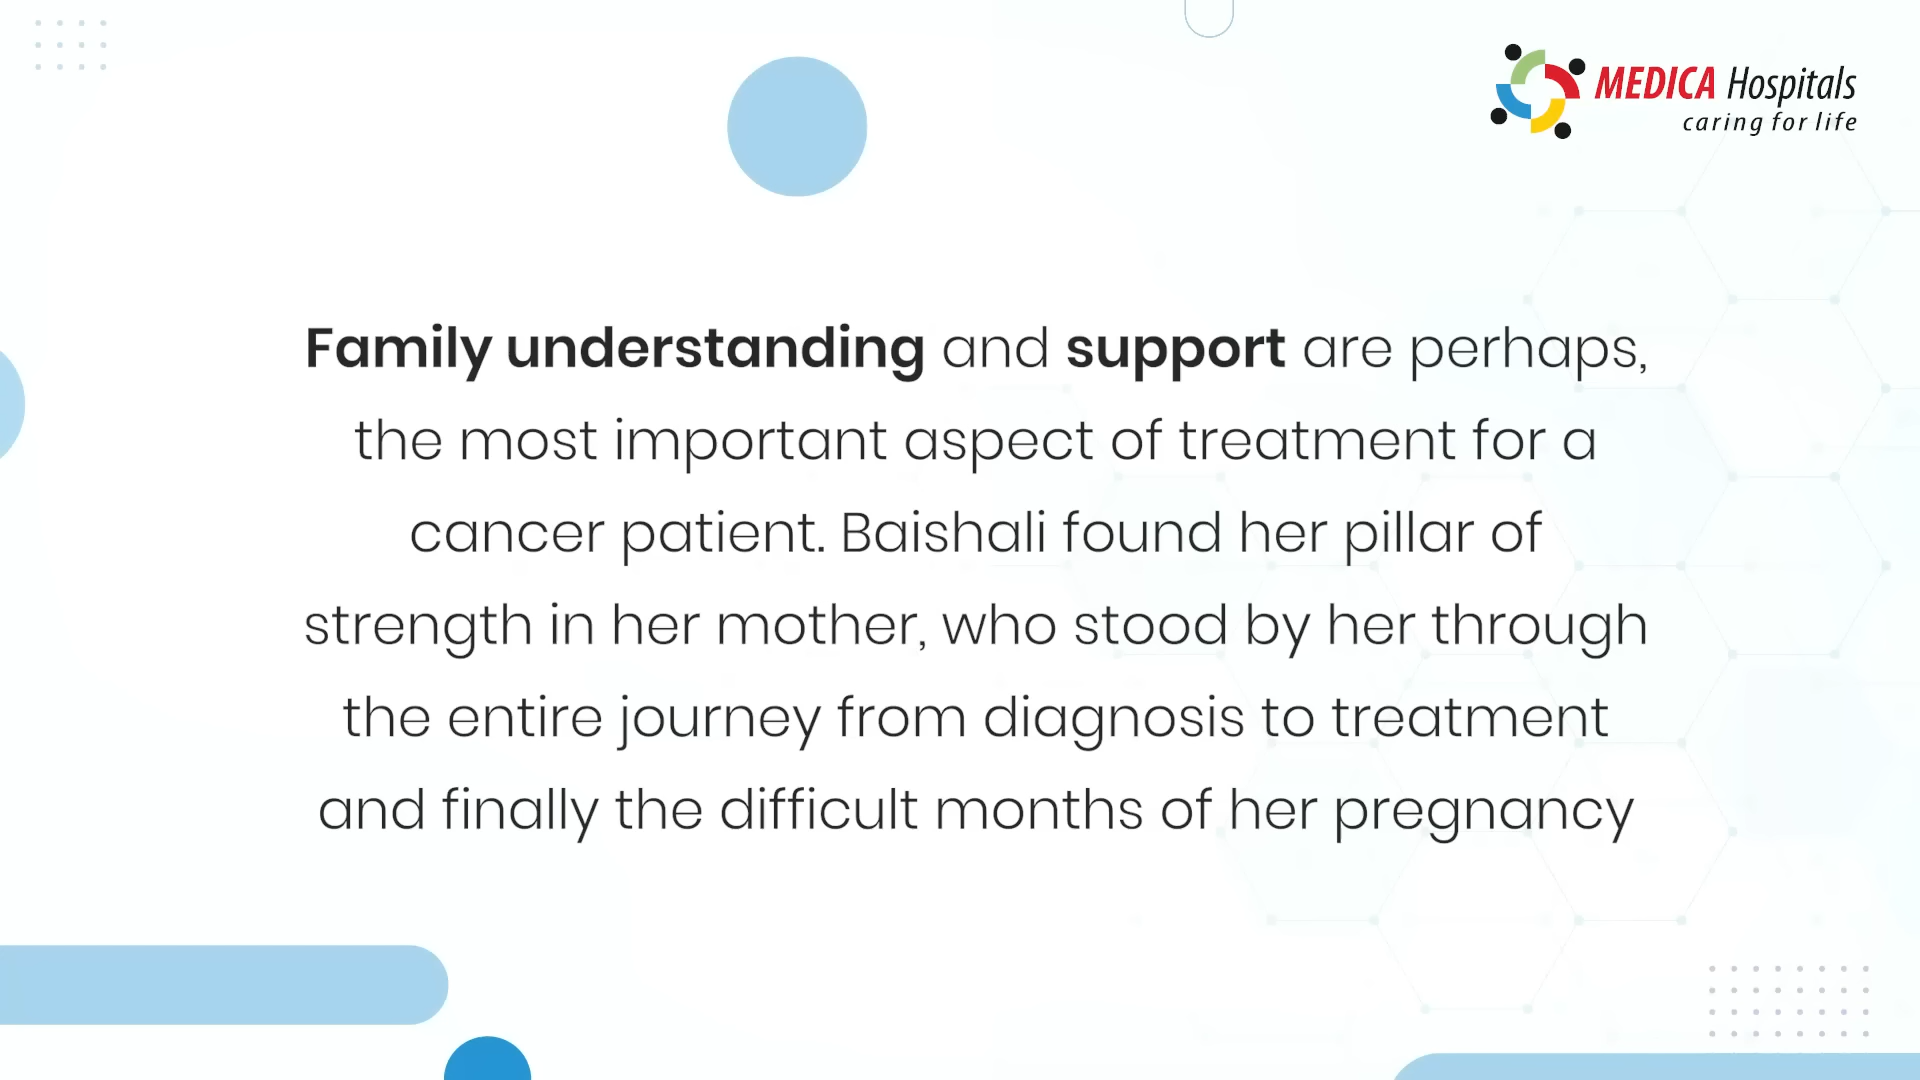 MEDICA Hospitals
caring for life
Family understanding and support are perhaps,
the most important aspect of treatment for a
cancer patient. Baishali found her pillar of
strength in her mother, who stood by her through
the entire journey from diagnosis to treatment
and finally the difficult months of her pregnancy